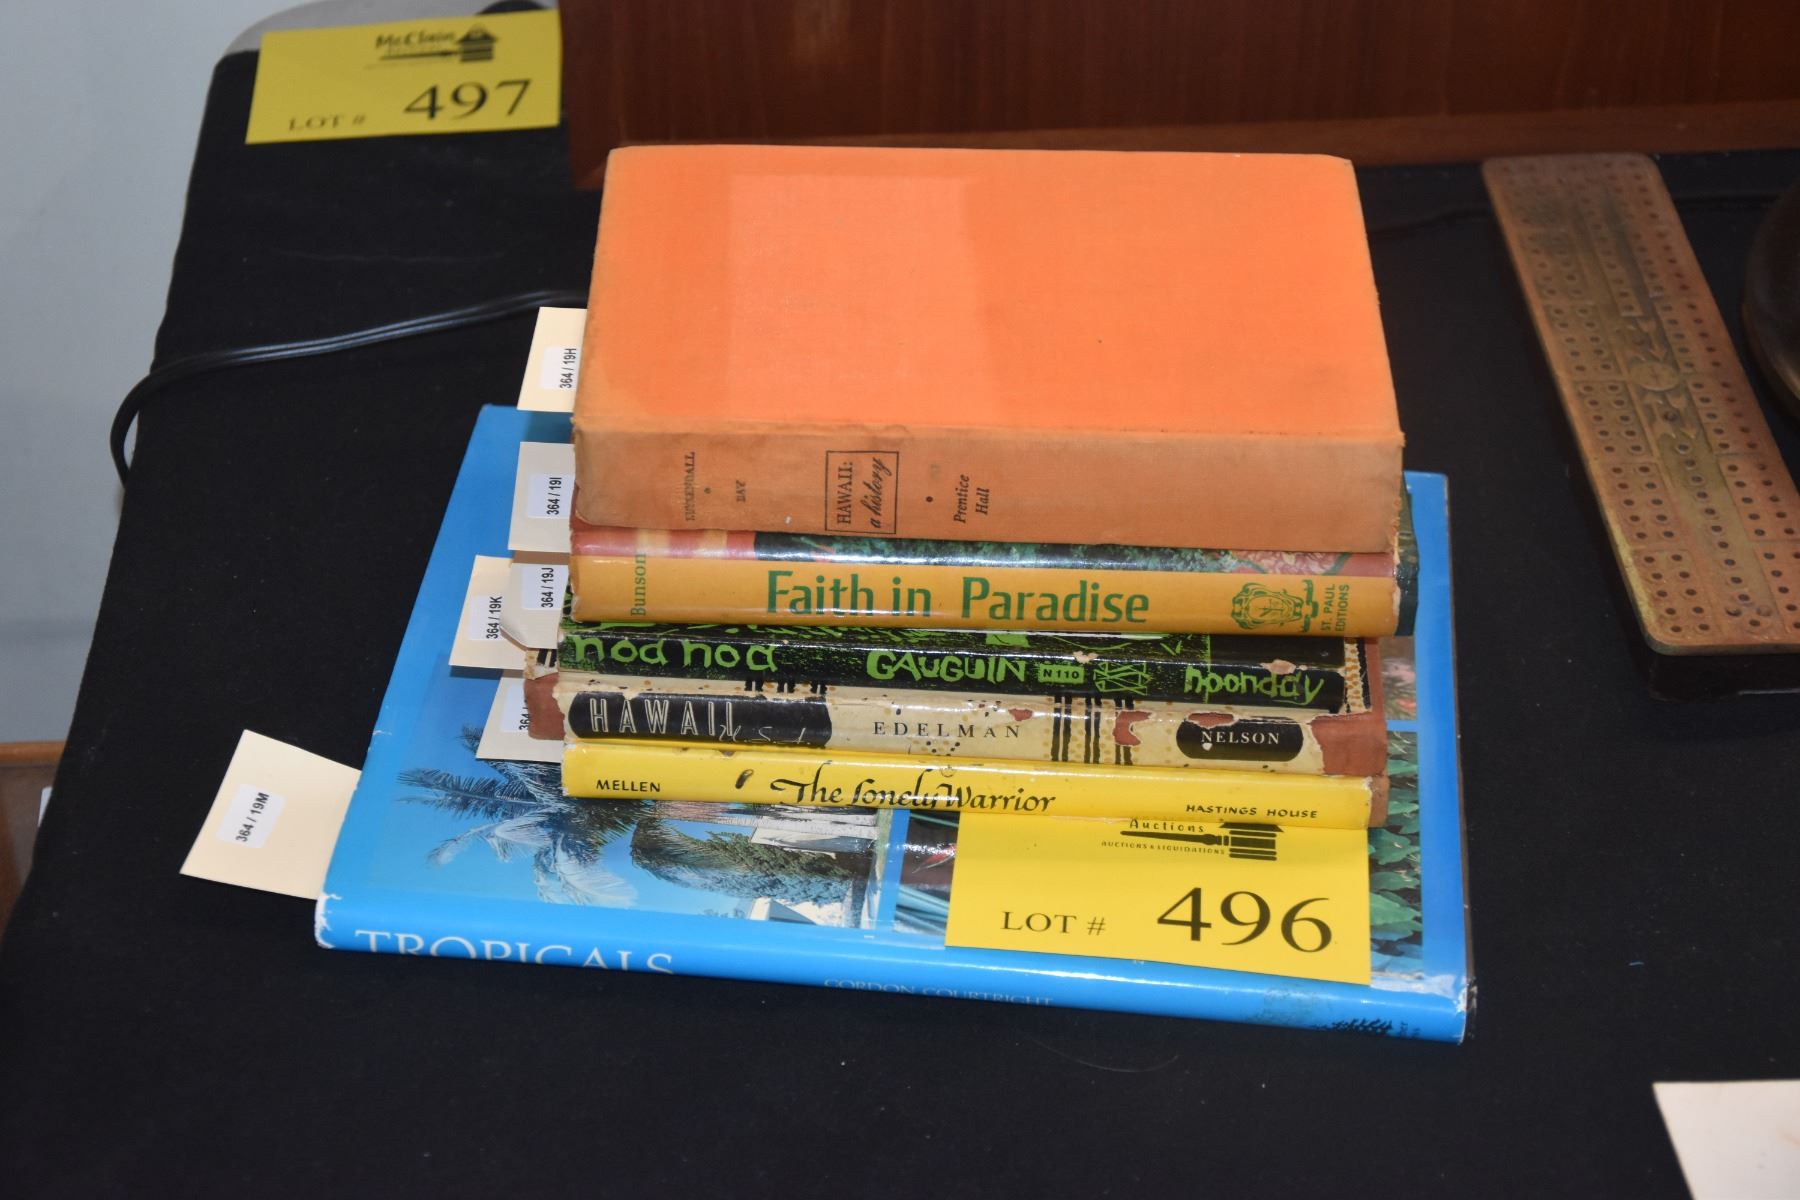 McClain
LOT # 497
364 / 19H
KUYKENDALL
DAY
HAWAII:
a history
Prentice
Hall
364 / 19I
Bunson
Faith in Paradise
ST. PAUL
EDITIONS
364 / 19J
364 / 19K
noa noa
GAUGUIN
N110
noonday
364 /
HAWAII
EDELMAN
NELSON
MELLEN
The Lonely Warrior
HASTINGS HOUSE
364 / 19M
Auctions
AUCTIONS & LIQUIDATIONS
LOT # 496
TROPICALS
GORDON COURTRIGHT